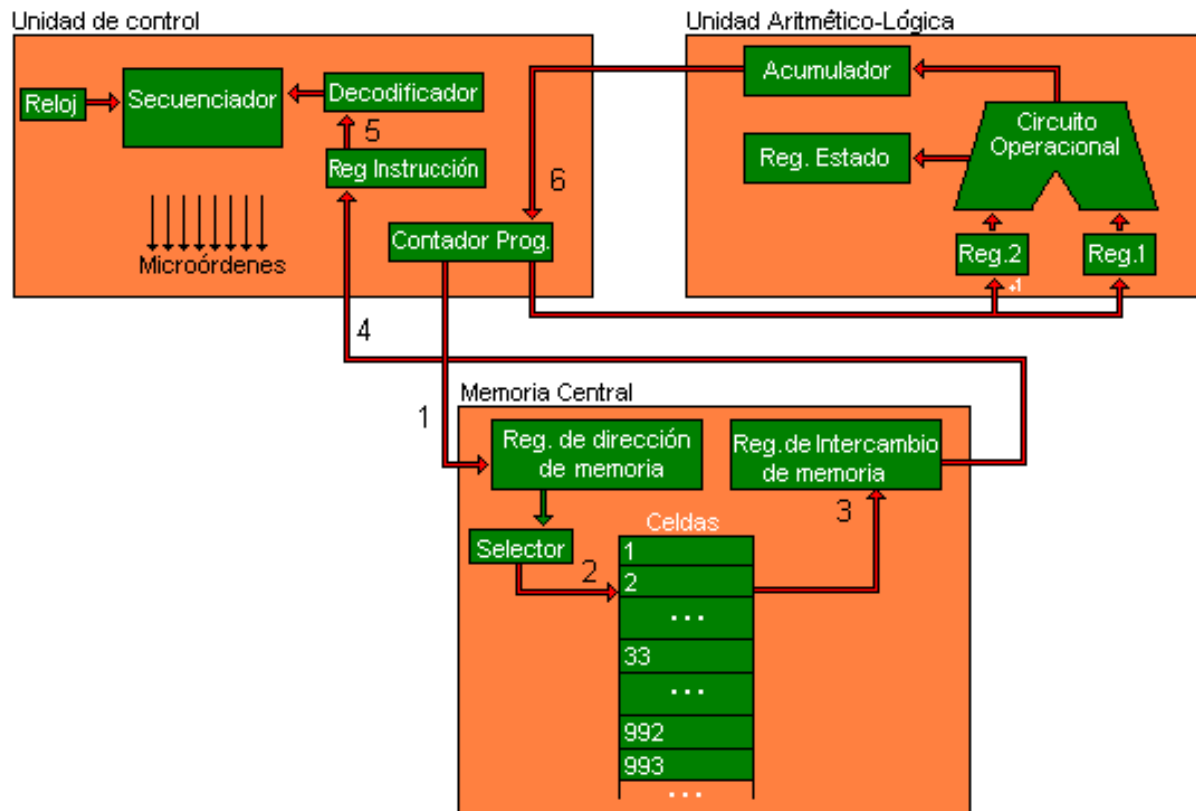 Unidad de control
Unidad Aritmético-Lógica
Reloj
Secuenciador
Decodificador
5
Reg Instrucción
6
Contador Prog.
Microórdenes
Acumulador
Reg. Estado
Circuito
Operacional
Reg.2
Reg.1
+1
4
1
Memoria Central
Reg. de dirección
de memoria
Reg.de Intercambio
de memoria
3
Selector
2
Celdas
1
2
...
33
...
992
993
...